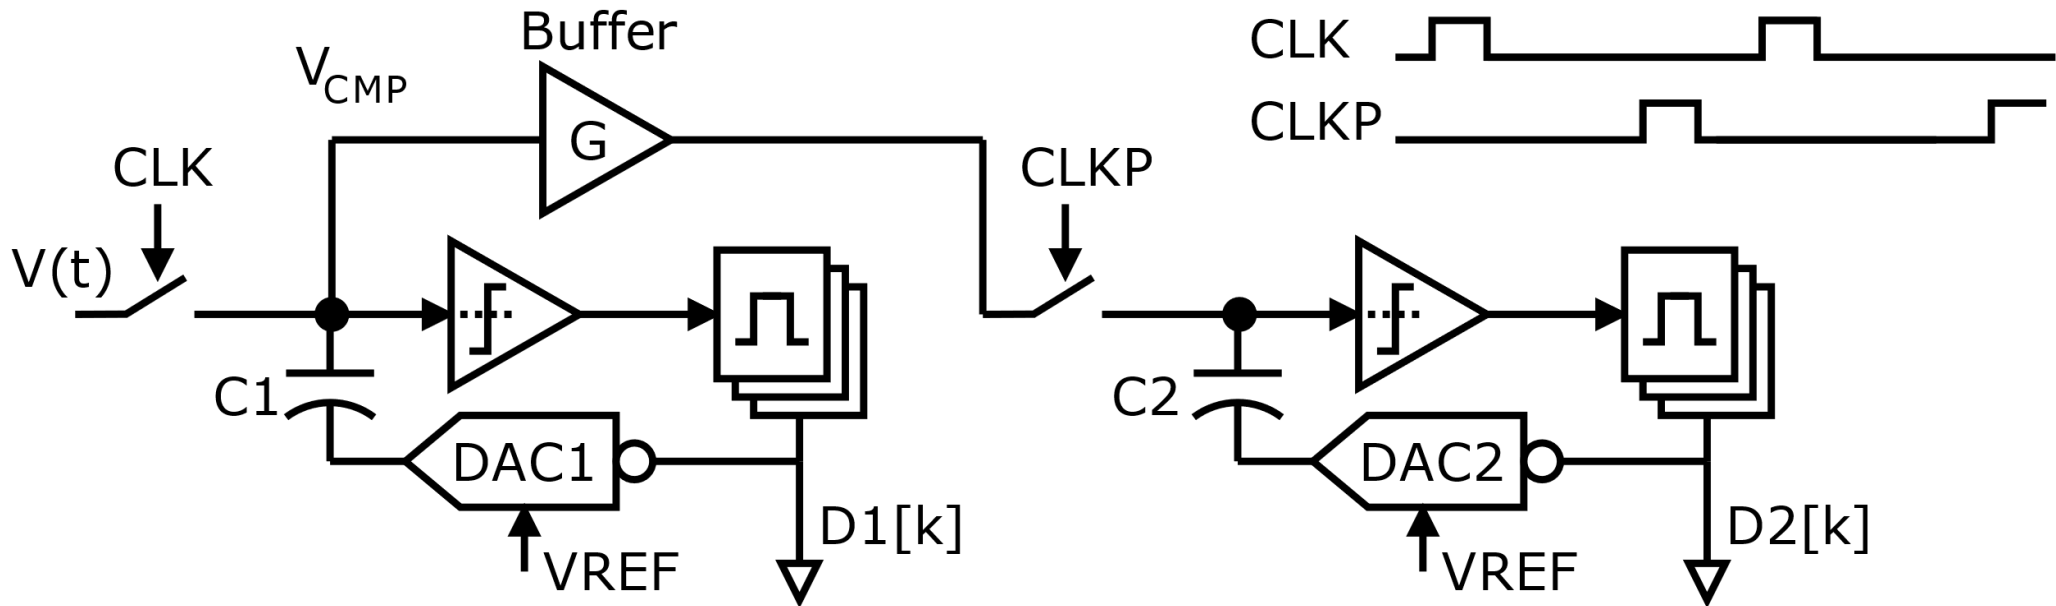 Buffer
V_CMP
G
CLK
V(t)
C1
DAC1
VREF
D1[k]
CLKP
C2
DAC2
VREF
D2[k]
CLK
CLKP